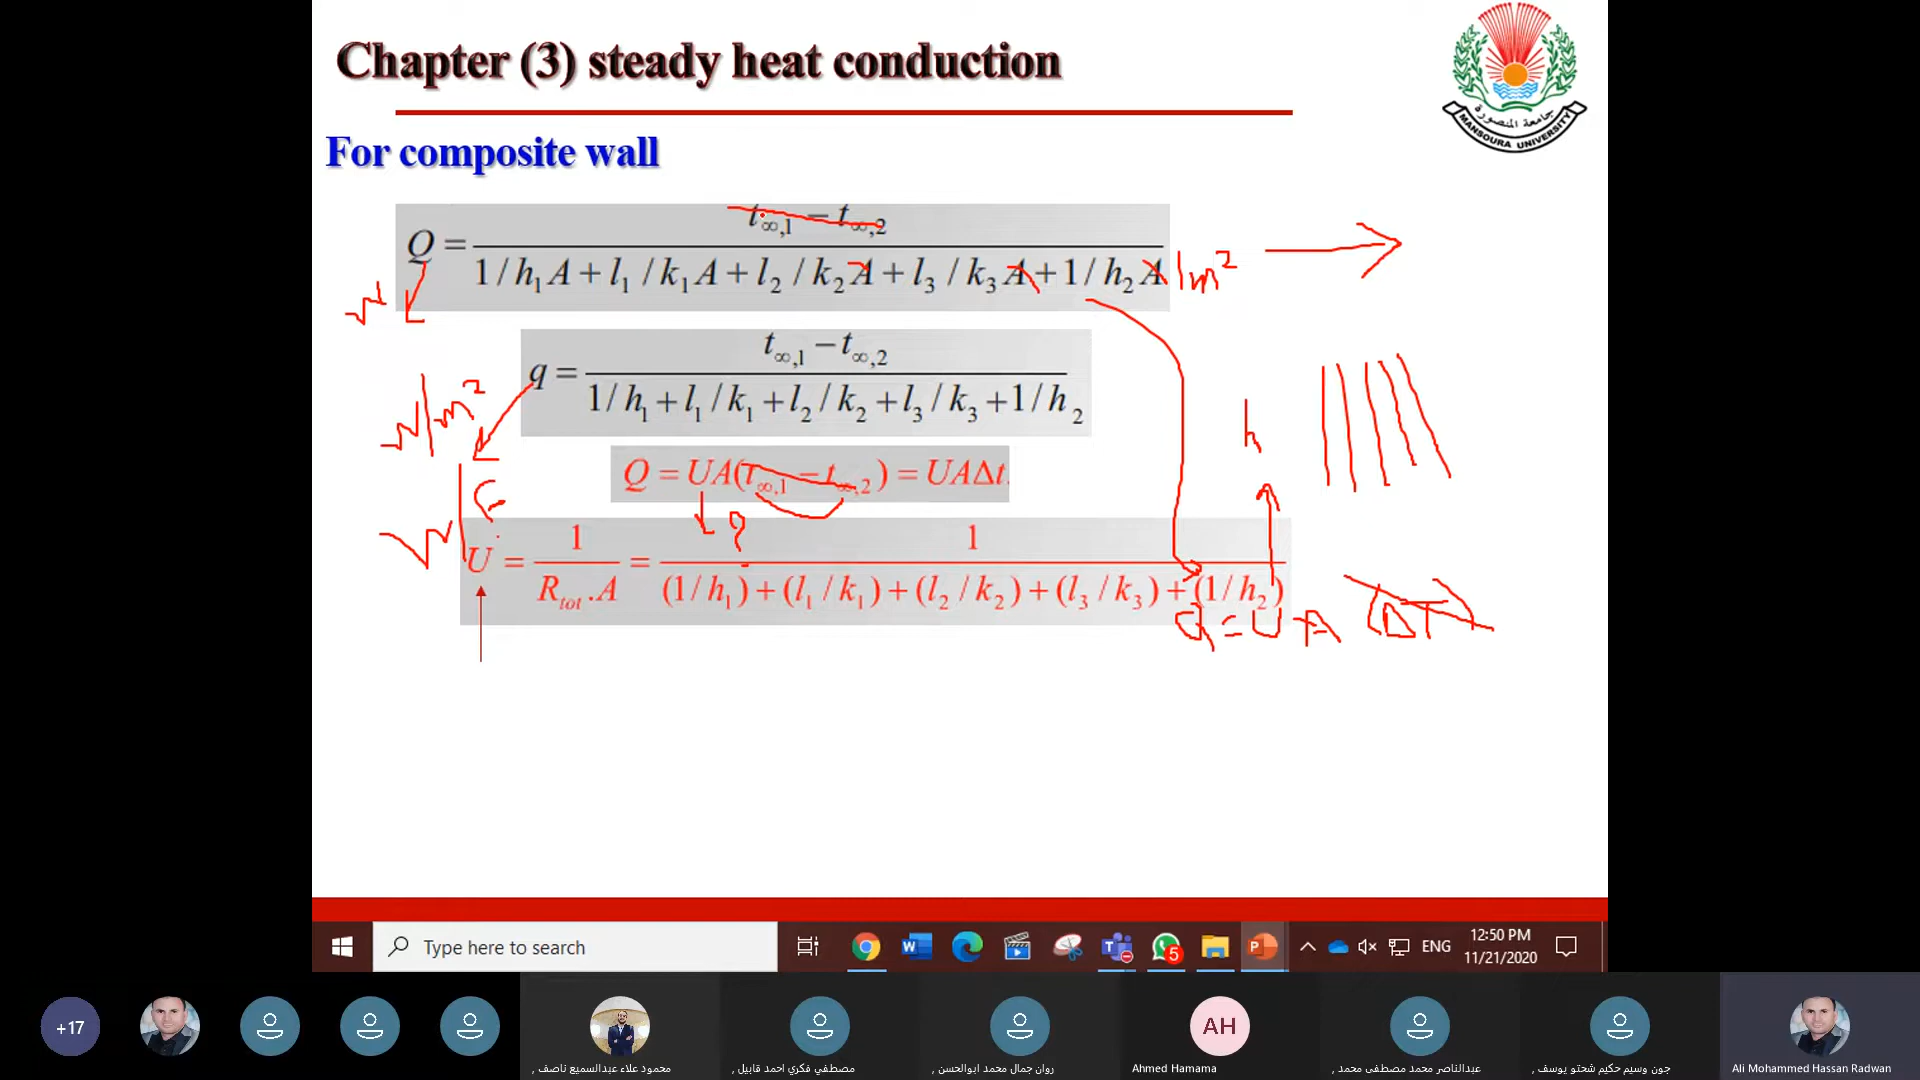 Chapter (3) steady heat conduction
جامعة المنصورة
MANSOURA UNIVERSITY
For composite wall
Q = t∞,1 − t∞,2 / 1/h1A + l1/k1A + l2/k2A + l3/k3A + 1/h2A
1m²
W
q = t∞,1 − t∞,2 / 1/h1 + l1/k1 + l2/k2 + l3/k3 + 1/h2
W/m²
h
Q = UA(t∞,1 − t∞,2) = UAΔt
?
W
U = 1 / Rtot.A = 1 / (1/h1) + (l1/k1) + (l2/k2) + (l3/k3) + (1/h2)
Q = U A (ΔT)
Type here to search
5
ENG
12:50 PM
11/21/2020
+17
AH
محمود علاء عبدالسميع ناصف ,
مصطفي فكري احمد قابيل ,
روان جمال محمد ابوالحسن ,
Ahmed Hamama
عبدالناصر محمد مصطفى محمد ,
جون وسيم حكيم شحتو يوسف ,
Ali Mohammed Hassan Radwan